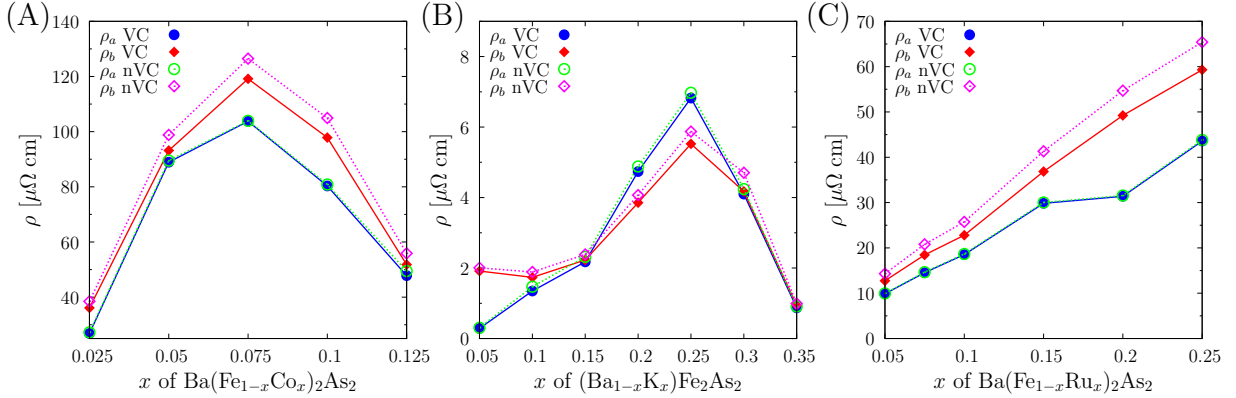 (A)
140
120
100
80
60
40
ρ [μΩ cm]
ρa VC
ρb VC
ρa nVC
ρb nVC
0.025 0.05 0.075 0.1 0.125
x of Ba(Fe1−xCox)2As2
(B)
8
6
4
2
0
ρ [μΩ cm]
ρa VC
ρb VC
ρa nVC
ρb nVC
0.05 0.1 0.15 0.2 0.25 0.3 0.35
x of (Ba1−xKx)Fe2As2
(C)
70
60
50
40
30
20
10
0
ρ [μΩ cm]
ρa VC
ρb VC
ρa nVC
ρb nVC
0.05 0.1 0.15 0.2 0.25
x of Ba(Fe1−xRux)2As2